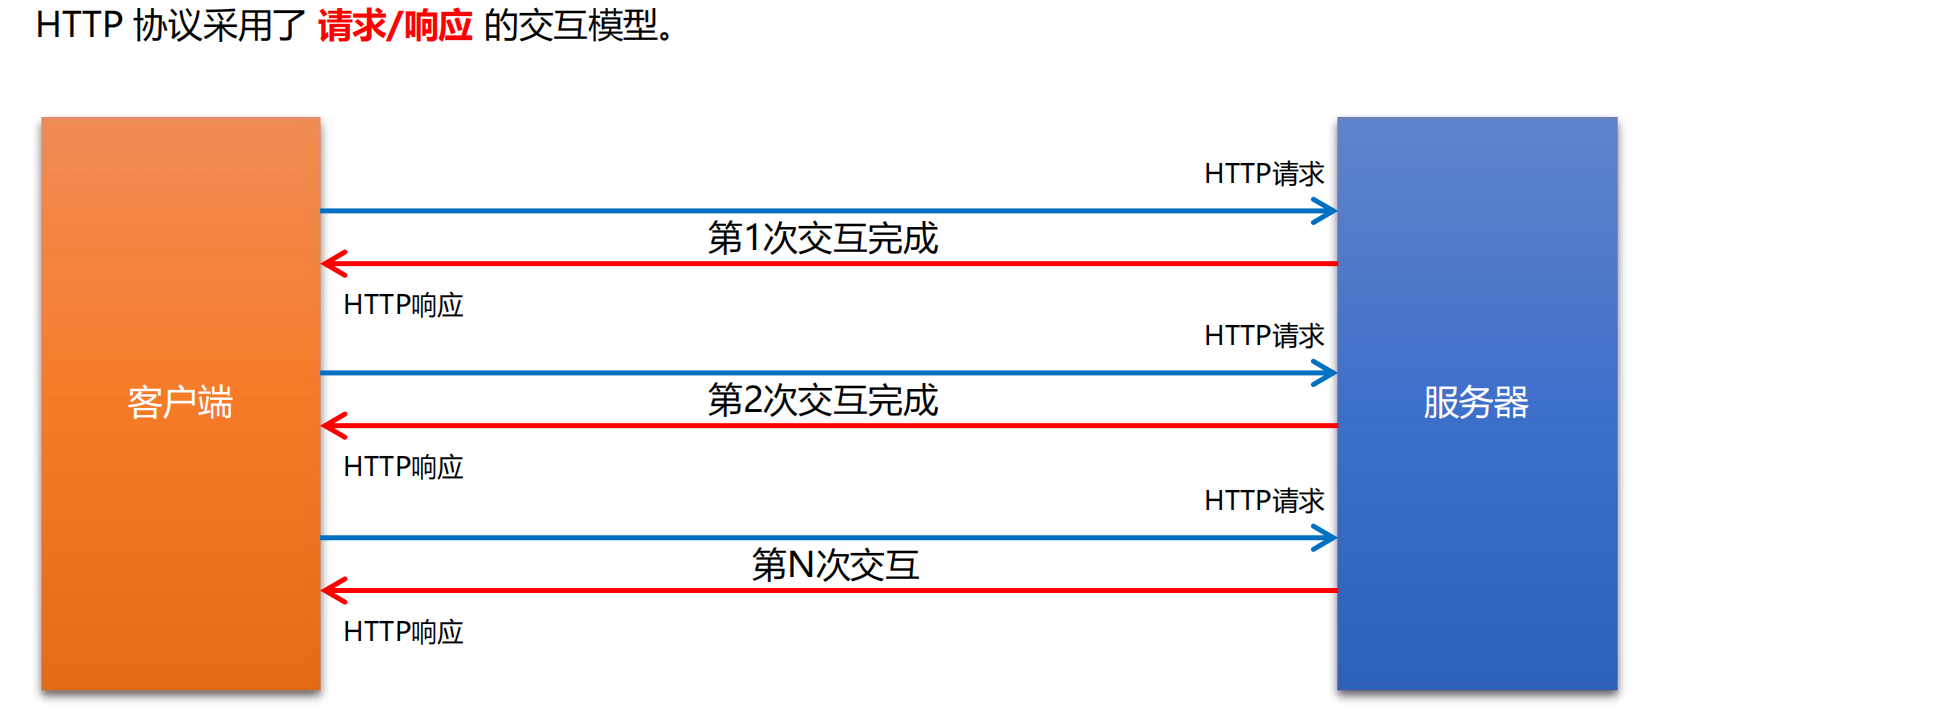 HTTP 协议采用了 请求/响应 的交互模型。
HTTP请求
第1次交互完成
HTTP响应
HTTP请求
客户端
第2次交互完成
服务器
HTTP响应
HTTP请求
第N次交互
HTTP响应